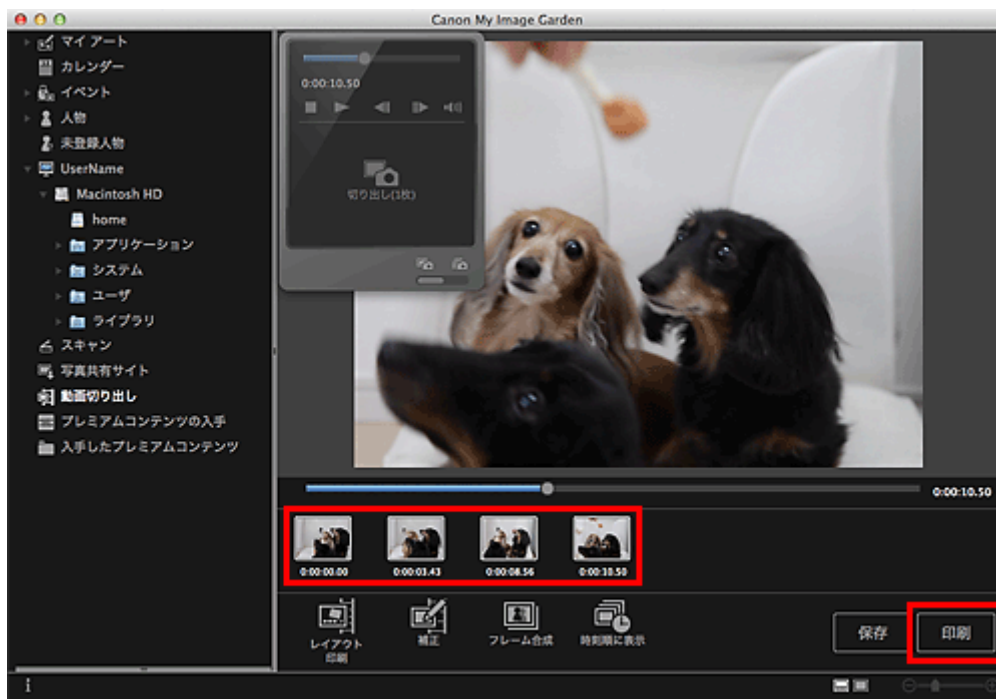 Canon My Image Garden
マイ アート
カレンダー
イベント
人物
未登録人物
UserName
Macintosh HD
home
アプリケーション
システム
ユーザ
ライブラリ
スキャン
写真共有サイト
動画切り出し
プレミアムコンテンツの入手
入手したプレミアムコンテンツ
0:00:10.50
切り出し(1枚)
0:00:10.50
0:00:00.00
0:00:03.43
0:00:08.56
0:00:10.50
レイアウト
印刷
補正
フレーム合成
時刻順に表示
保存
印刷